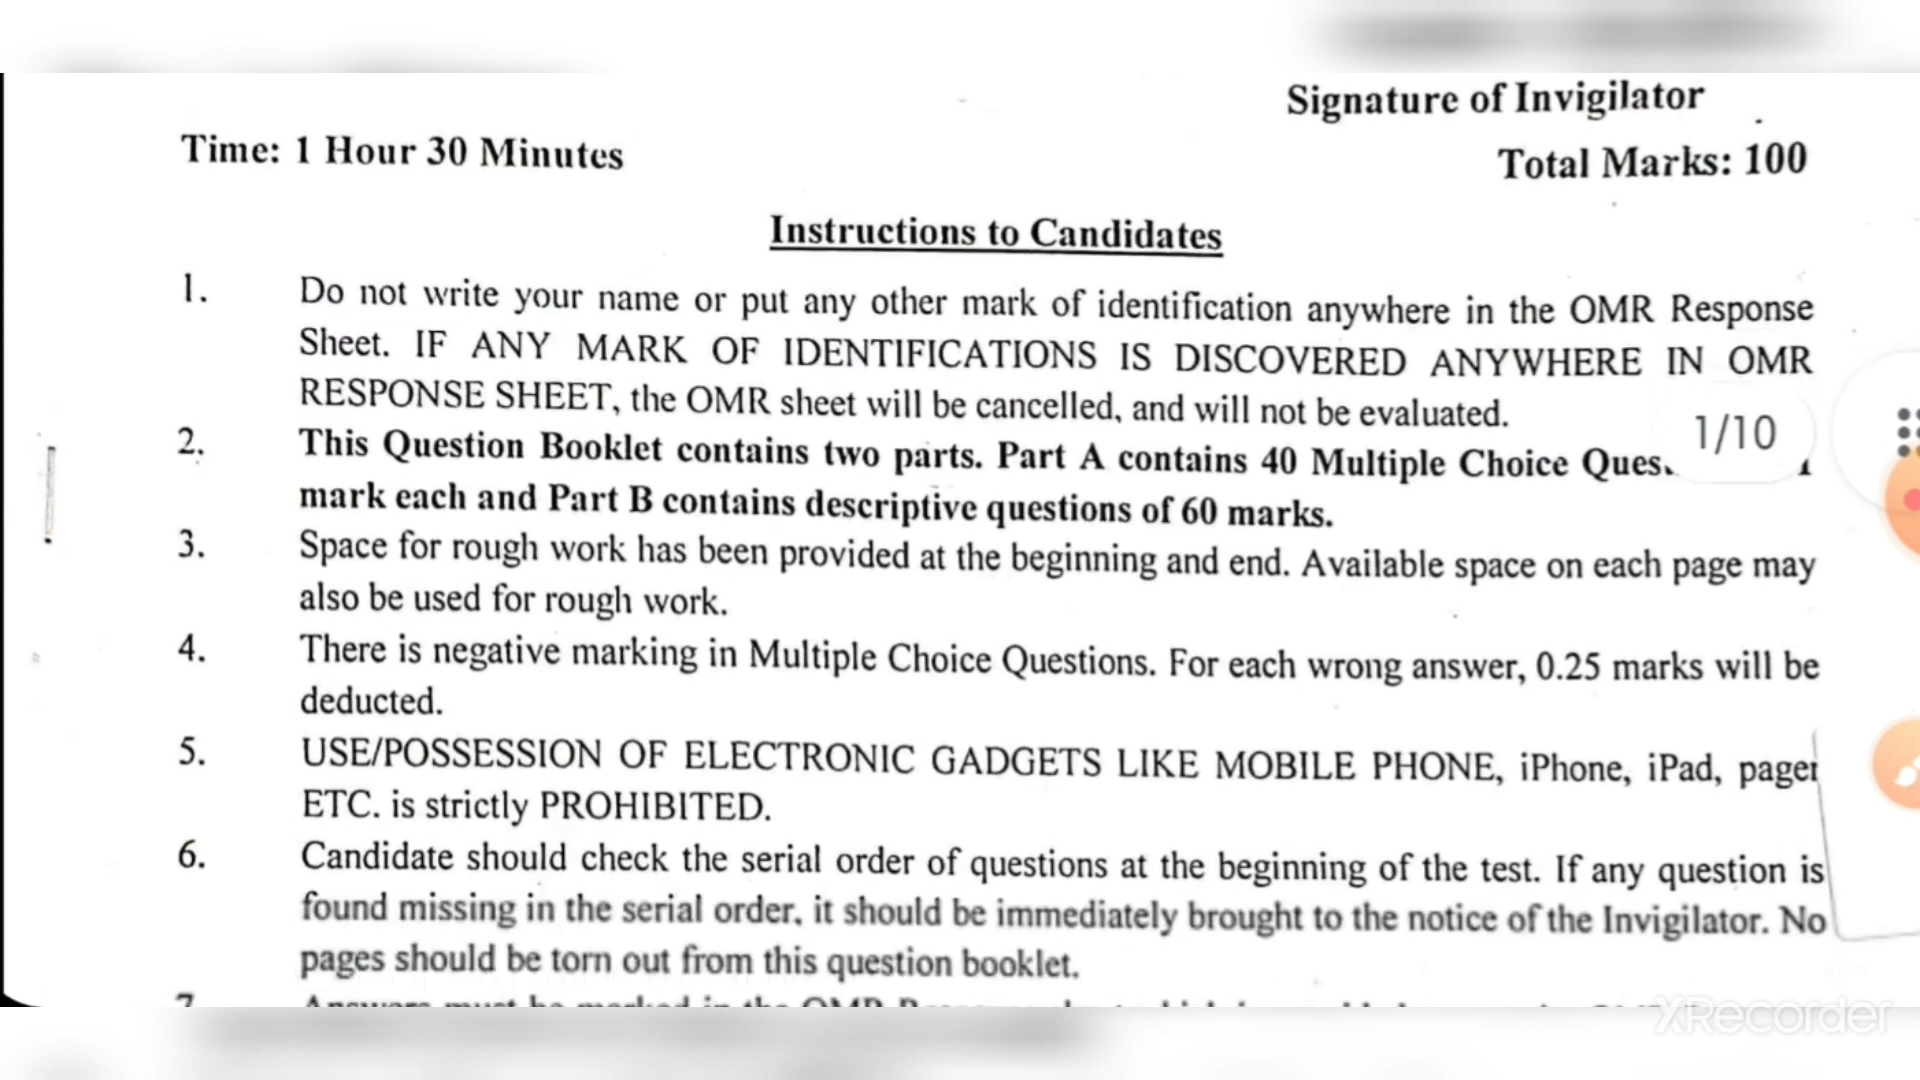 Signature of Invigilator
Time: 1 Hour 30 Minutes
Total Marks: 100
Instructions to Candidates
1. Do not write your name or put any other mark of identification anywhere in the OMR Response
Sheet. IF ANY MARK OF IDENTIFICATIONS IS DISCOVERED ANYWHERE IN OMR
RESPONSE SHEET, the OMR sheet will be cancelled, and will not be evaluated.
1/10
2. This Question Booklet contains two parts. Part A contains 40 Multiple Choice
mark each and Part B contains descriptive questions of 60 marks.
3. Space for rough work has been provided at the beginning and end. Available space on each page may
also be used for rough work.
4. There is negative marking in Multiple Choice Questions. For each wrong answer, 0.25 marks will be
deducted.
5. USE/POSSESSION OF ELECTRONIC GADGETS LIKE MOBILE PHONE, iPhone, iPad, pager
ETC. is strictly PROHIBITED.
6. Candidate should check the serial order of questions at the beginning of the test. If any question is
found missing in the serial order, it should be immediately brought to the notice of the Invigilator. No
pages should be torn out from this question booklet.
XRecorder